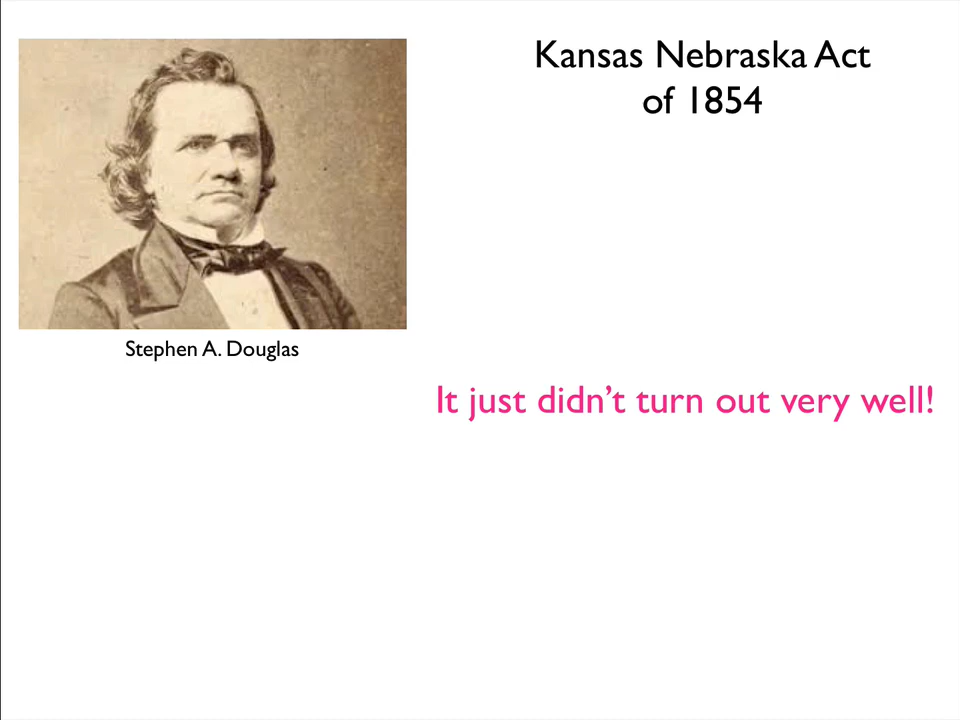 Kansas Nebraska Act
of 1854
Stephen A. Douglas
It just didn’t turn out very well!